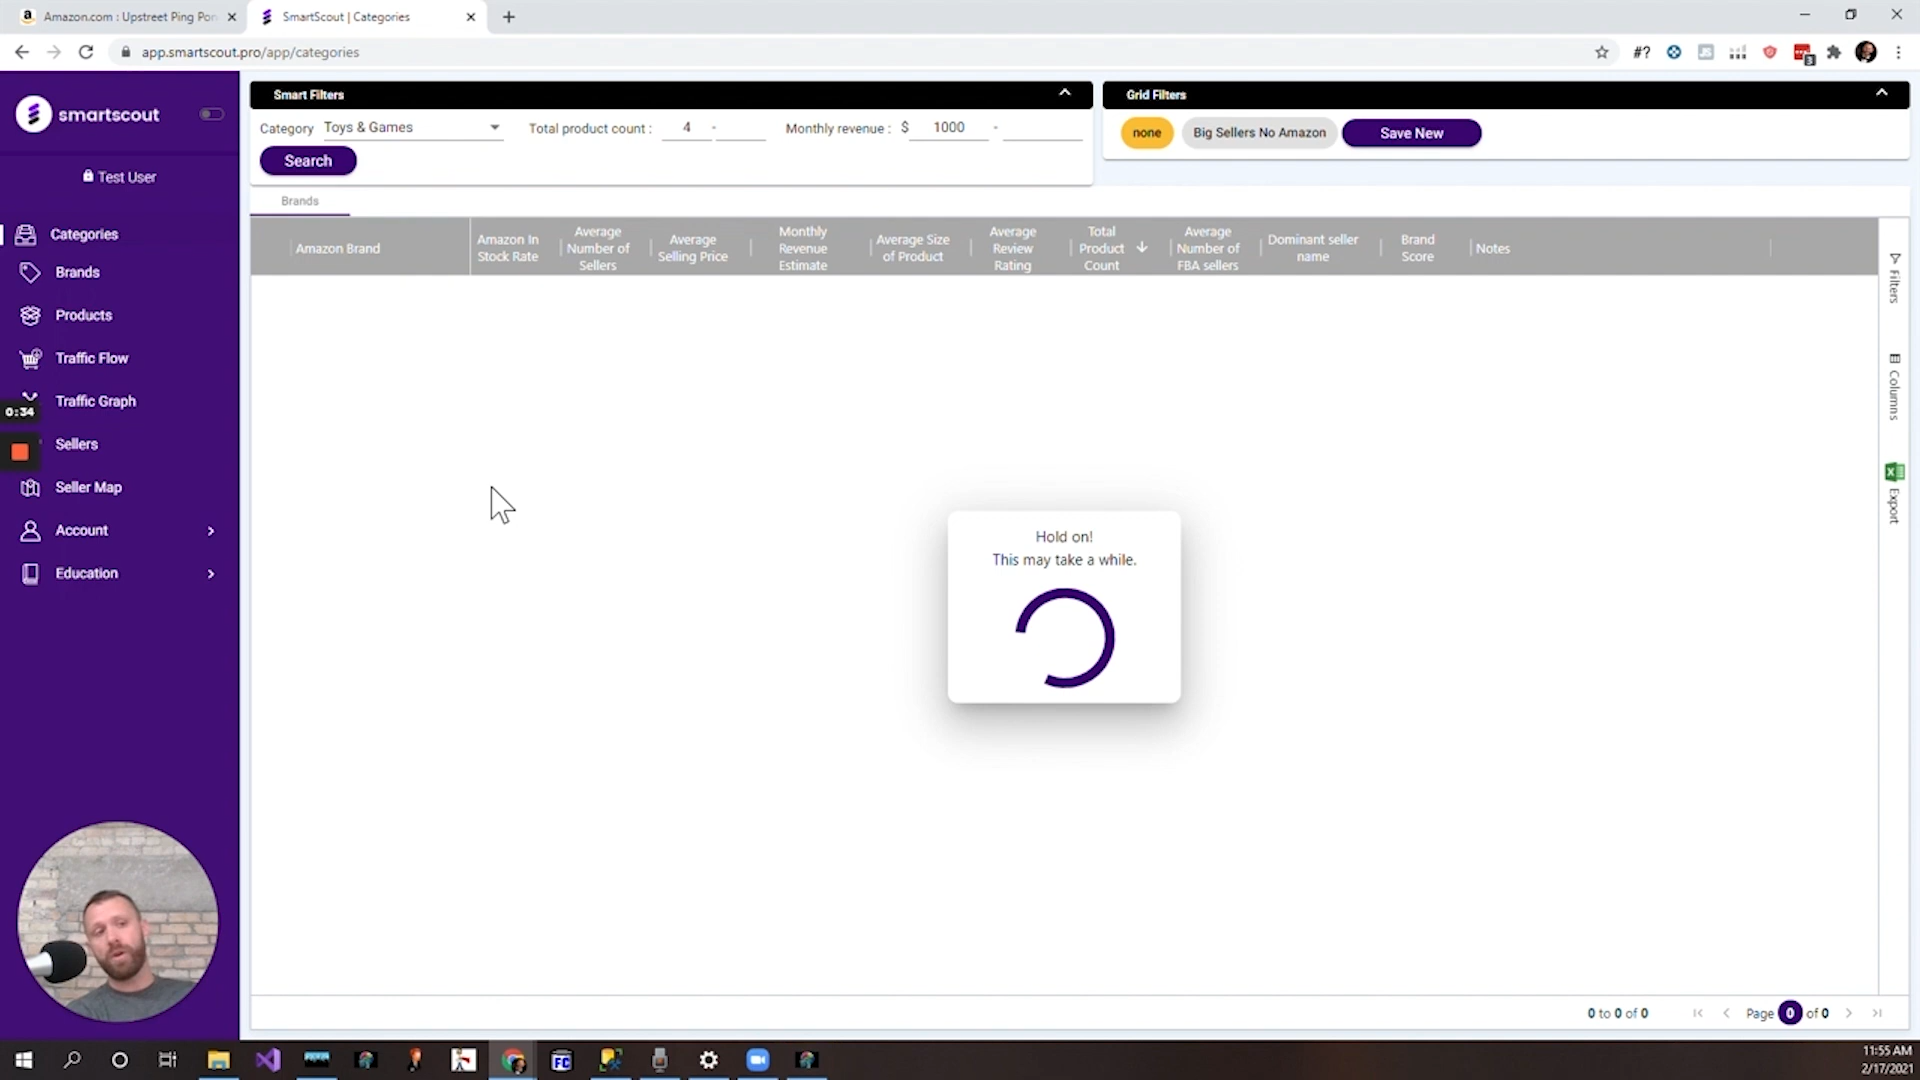 Amazon.com : Upstreet Ping Pon
SmartScout | Categories
app.smartscout.pro/app/categories
#?
3
smartscout
Test User
Categories
Brands
Products
Traffic Flow
Traffic Graph
0:34
Sellers
Seller Map
Account
Education
Smart Filters
Category Toys & Games Total product count : 4 - Monthly revenue : $ 1000 -
Search
Grid Filters
none Big Sellers No Amazon Save New
Brands
Amazon Brand
Amazon In
Stock Rate
Average
Number of
Sellers
Average
Selling Price
Monthly
Revenue
Estimate
Average Size
of Product
Average
Review
Rating
Total
Product
Count
Average
Number of
FBA sellers
Dominant seller
name
Brand
Score
Notes
Filters
Columns
Export
Hold on!
This may take a while.
0 to 0 of 0 Page 0 of 0
FC
11:55 AM
2/17/2021